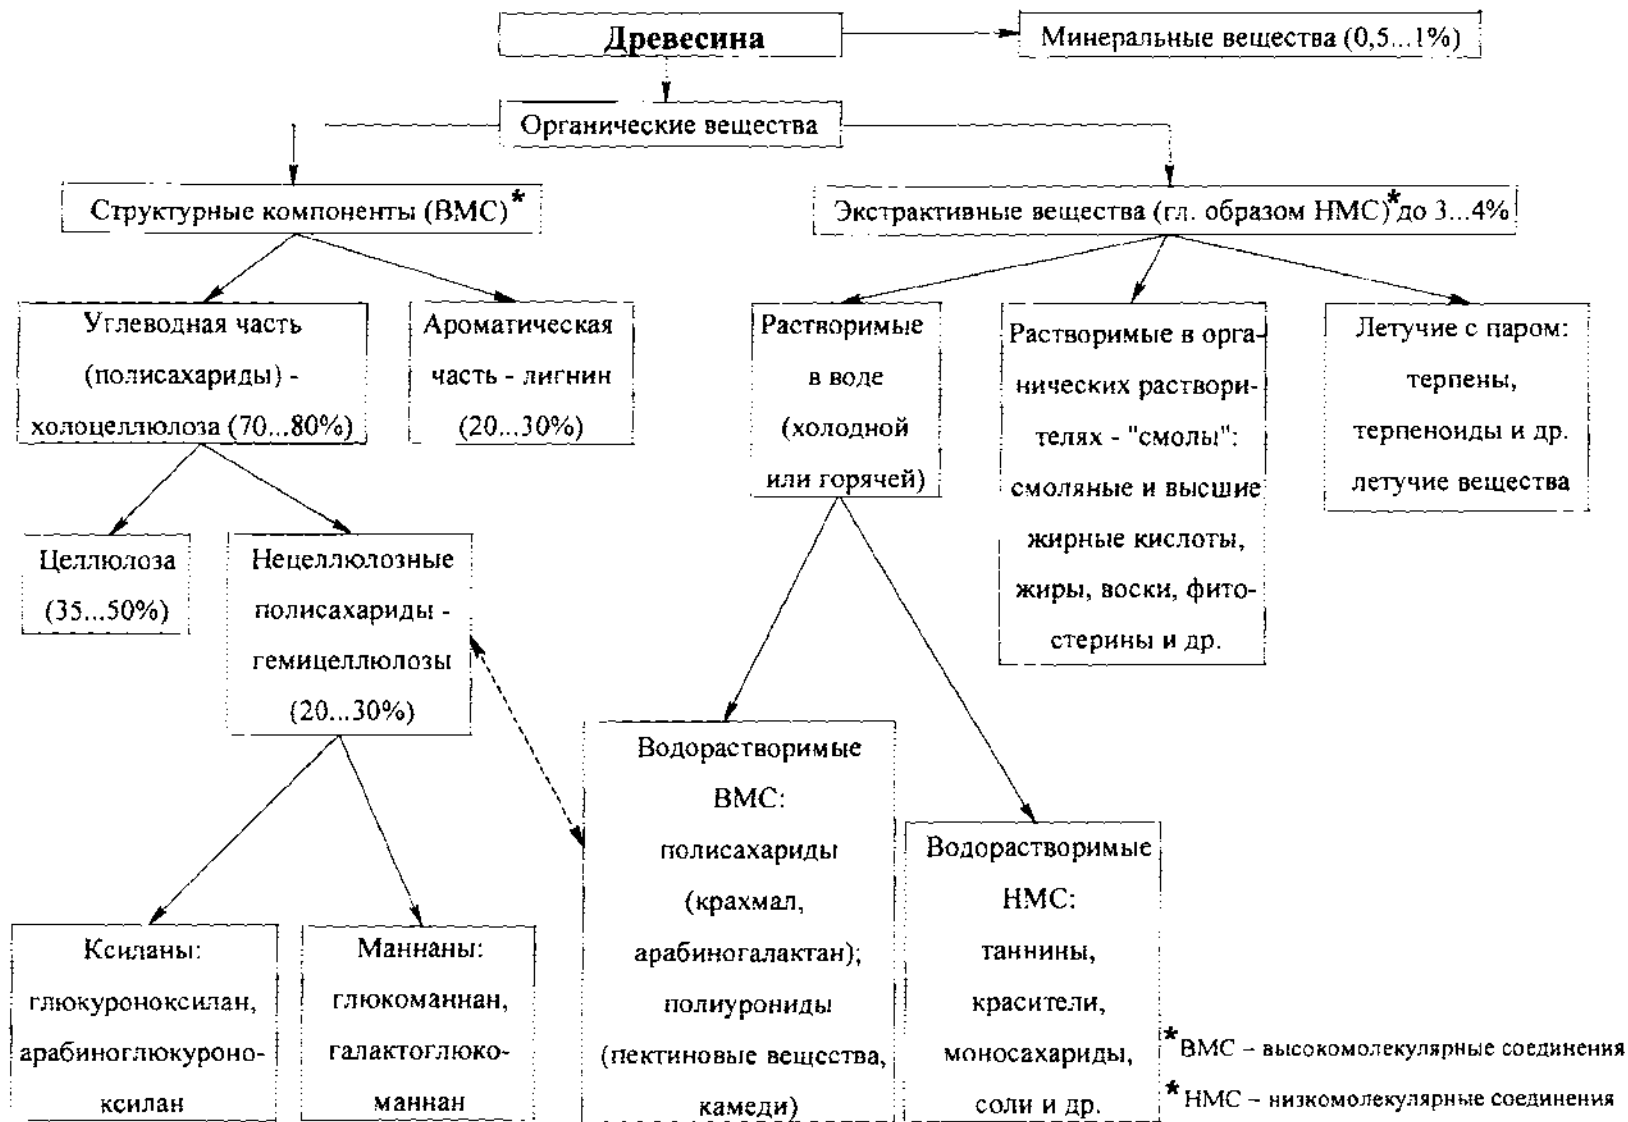 Древесина
Минеральные вещества (0,5...1%)
Органические вещества
Структурные компоненты (ВМС)*
Экстрактивные вещества (гл. образом НМС)* до 3...4%
Углеводная часть
(полисахариды) -
холоцеллюлоза (70...80%)
Ароматическая
часть - лигнин
(20...30%)
Растворимые
в воде
(холодной
или горячей)
Растворимые в орга-
нических раствори-
телях - "смолы":
смоляные и высшие
жирные кислоты,
жиры, воски, фито-
стерины и др.
Летучие с паром:
терпены,
терпеноиды и др.
летучие вещества
Целлюлоза
(35...50%)
Нецеллюлозные
полисахариды -
гемицеллюлозы
(20...30%)
Водорастворимые
ВМС:
полисахариды
(крахмал,
арабиногалактан);
полиурониды
(пектиновые вещества,
камеди)
Водорастворимые
НМС:
таннины,
красители,
моносахариды,
соли и др.
Ксиланы:
глюкуроноксилан,
арабиноглюкуроно-
ксилан
Маннаны:
глюкоманнан,
галактоглюко-
маннан
*ВМС – высокомолекулярные соединения
*НМС – низкомолекулярные соединения